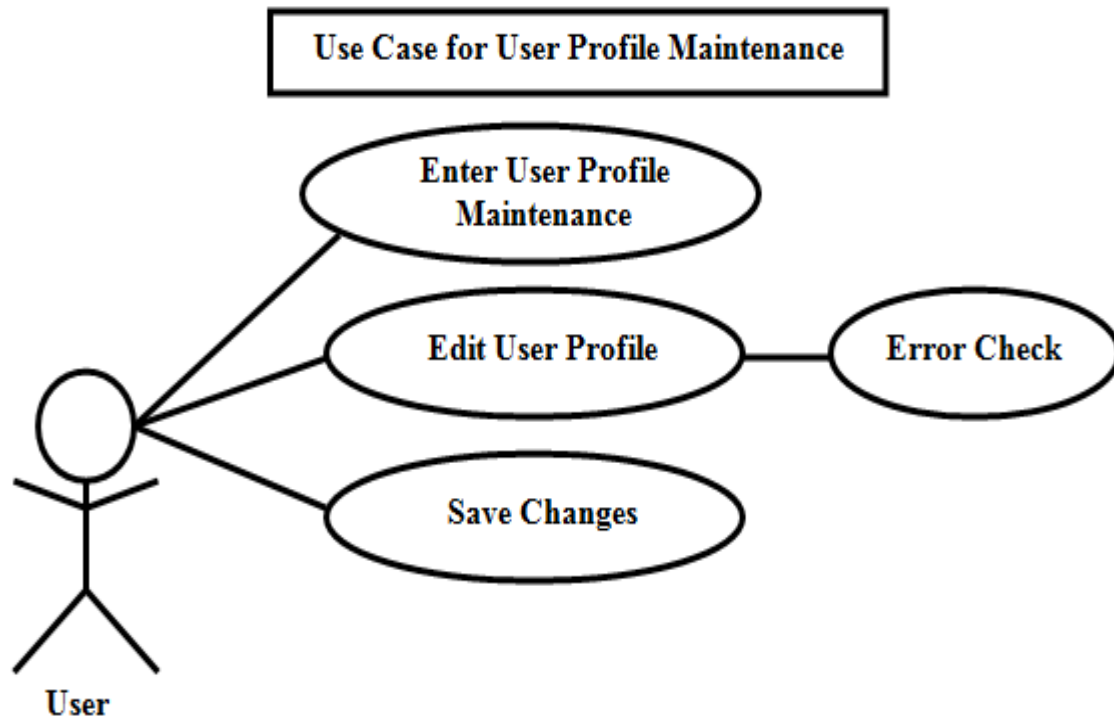 Use Case for User Profile Maintenance
Enter User Profile
Maintenance
Edit User Profile
Error Check
Save Changes
User